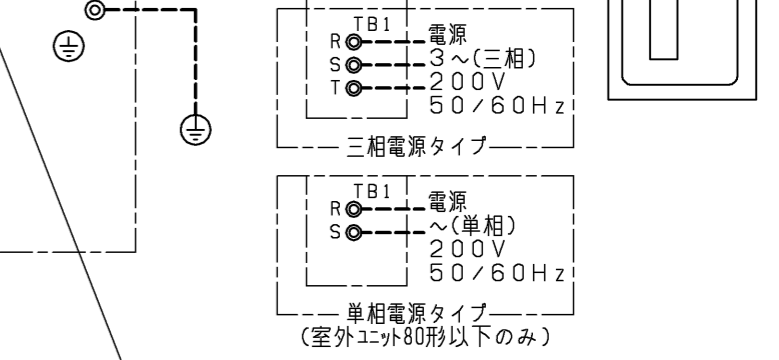 TB1
R 電源
S 3～(三相)
T 200V
50/60Hz
三相電源タイプ
TB1
R 電源
S ～(単相)
200V
50/60Hz
単相電源タイプ
(室外ユニット80形以下のみ)